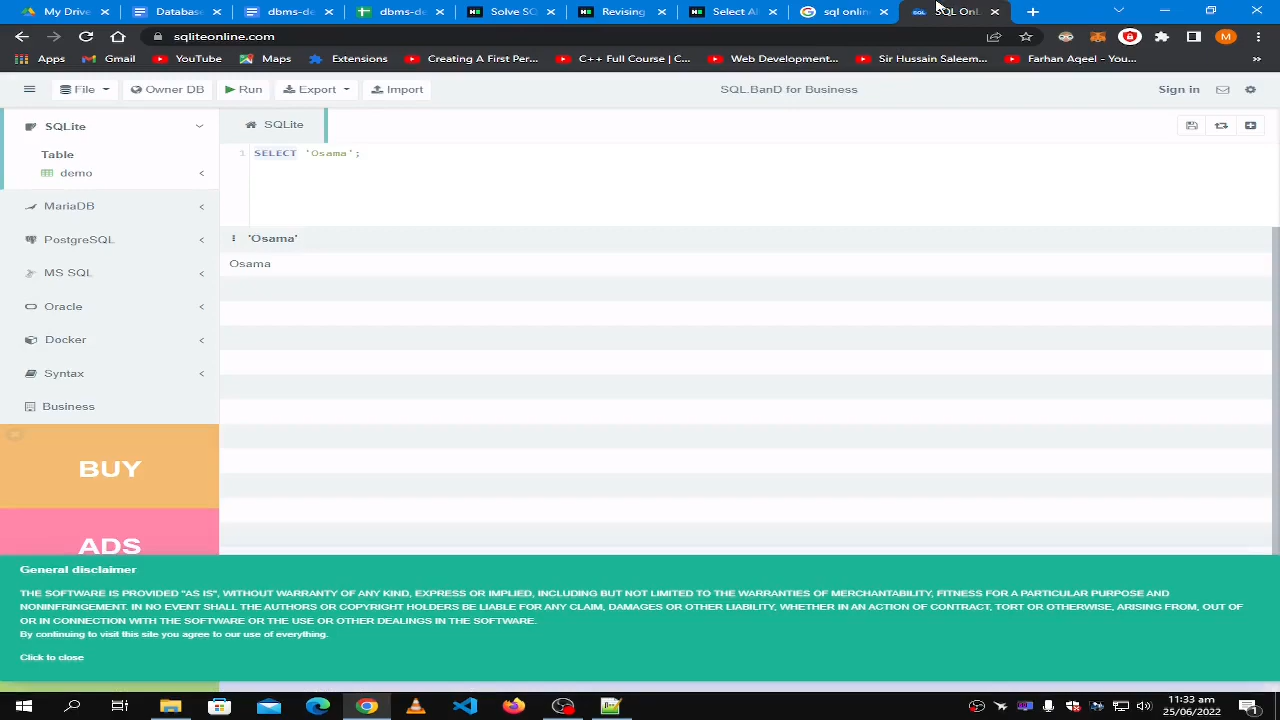 My Drive
Database
dbms-de
dbms-de
Solve SQ
Revising
Select Al
sql online
SQL OnL
sqliteonline.com
M
Apps
Gmail
YouTube
Maps
Extensions
Creating A First Per...
C++ Full Course | C...
Web Development...
Sir Hussain Saleem...
Farhan Aqeel - You...
»
File
Owner DB
Run
Export
Import
SQL.BanD for Business
Sign in
SQLite
SQLite
1 SELECT 'Osama';
Table
demo
MariaDB
PostgreSQL
MS SQL
Oracle
Docker
Syntax
Business
'Osama'
Osama
BUY
ADS
General disclaimer
THE SOFTWARE IS PROVIDED "AS IS", WITHOUT WARRANTY OF ANY KIND, EXPRESS OR IMPLIED, INCLUDING BUT NOT LIMITED TO THE WARRANTIES OF MERCHANTABILITY, FITNESS FOR A PARTICULAR PURPOSE AND
NONINFRINGEMENT. IN NO EVENT SHALL THE AUTHORS OR COPYRIGHT HOLDERS BE LIABLE FOR ANY CLAIM, DAMAGES OR OTHER LIABILITY, WHETHER IN AN ACTION OF CONTRACT, TORT OR OTHERWISE, ARISING FROM, OUT OF
OR IN CONNECTION WITH THE SOFTWARE OR THE USE OR OTHER DEALINGS IN THE SOFTWARE.
By continuing to visit this site you agree to our use of everything.
Click to close
11:33 am
25/06/2022
1